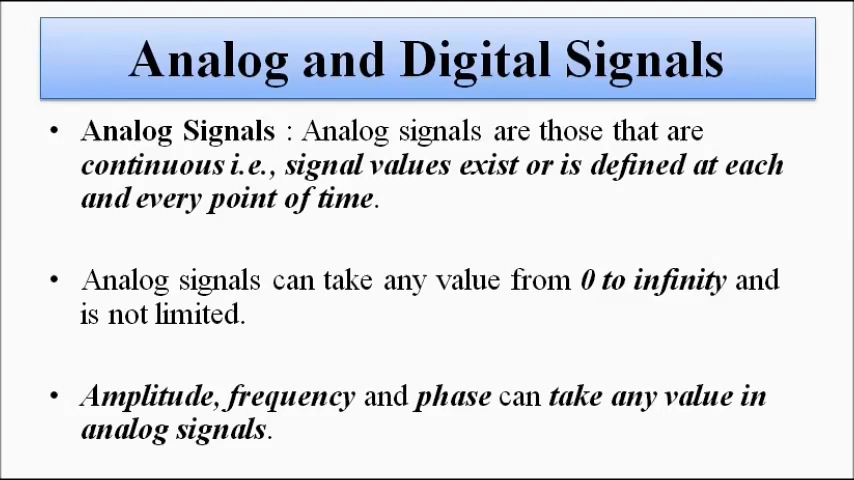 Analog and Digital Signals
• Analog Signals : Analog signals are those that are
continuous i.e., signal values exist or is defined at each
and every point of time.
• Analog signals can take any value from 0 to infinity and
is not limited.
• Amplitude, frequency and phase can take any value in
analog signals.